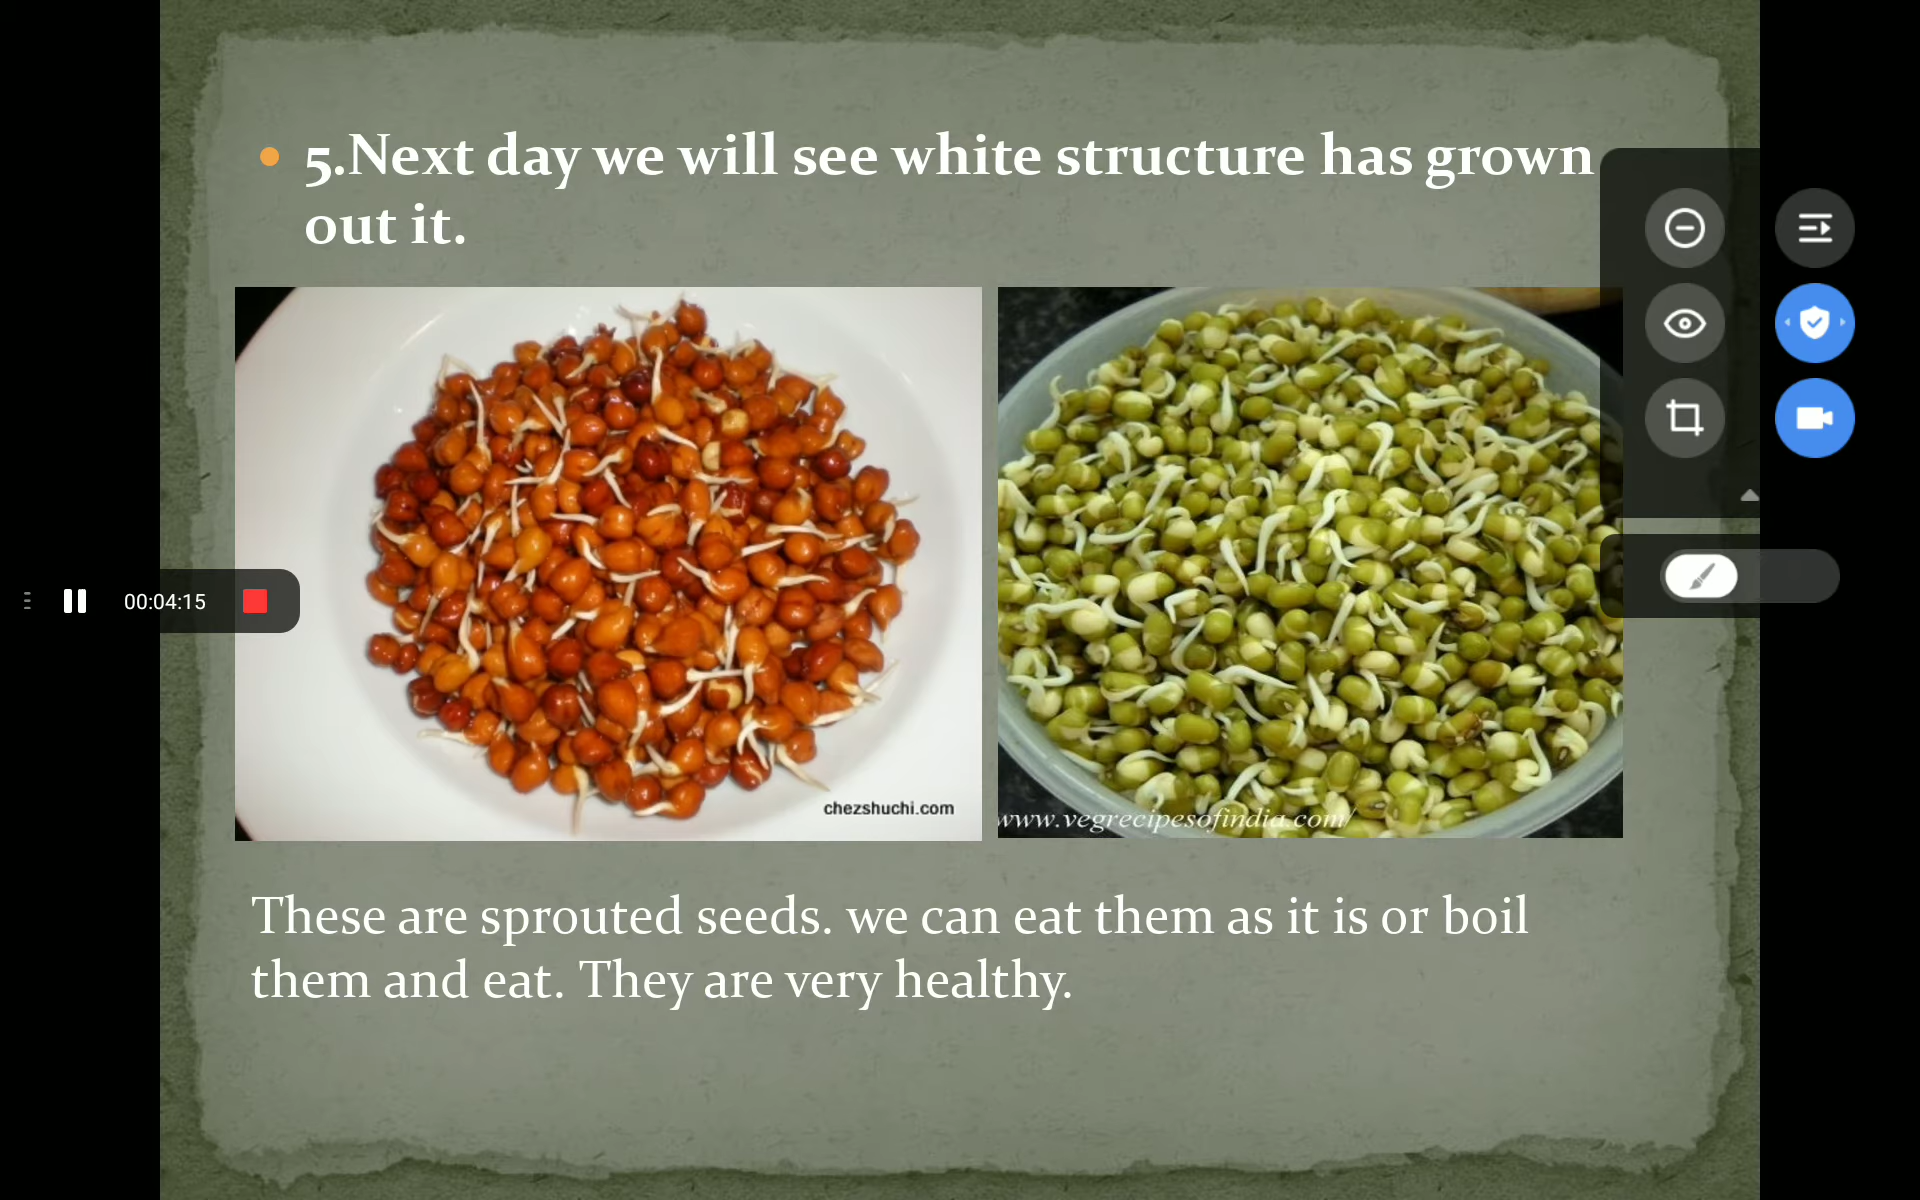 5.Next day we will see white structure has grown
out it.
00:04:15
chezshuchi.com
www.vegrecipesofindia.com/
These are sprouted seeds. we can eat them as it is or boil
them and eat. They are very healthy.